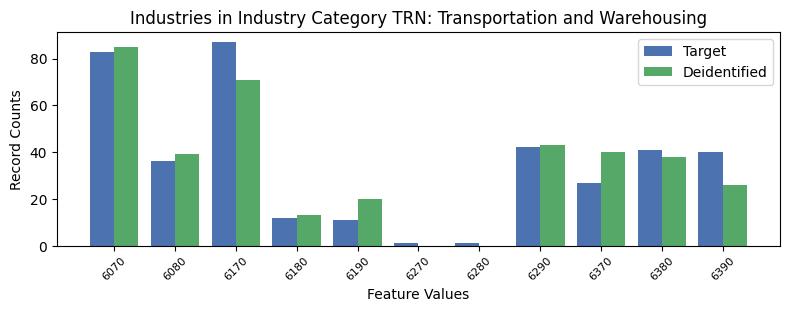 Industries in Industry Category TRN: Transportation and Warehousing
Target
Deidentified
Record Counts
80
60
40
20
0
6070 6080 6170 6180 6190 6270 6280 6290 6370 6380 6390
Feature Values